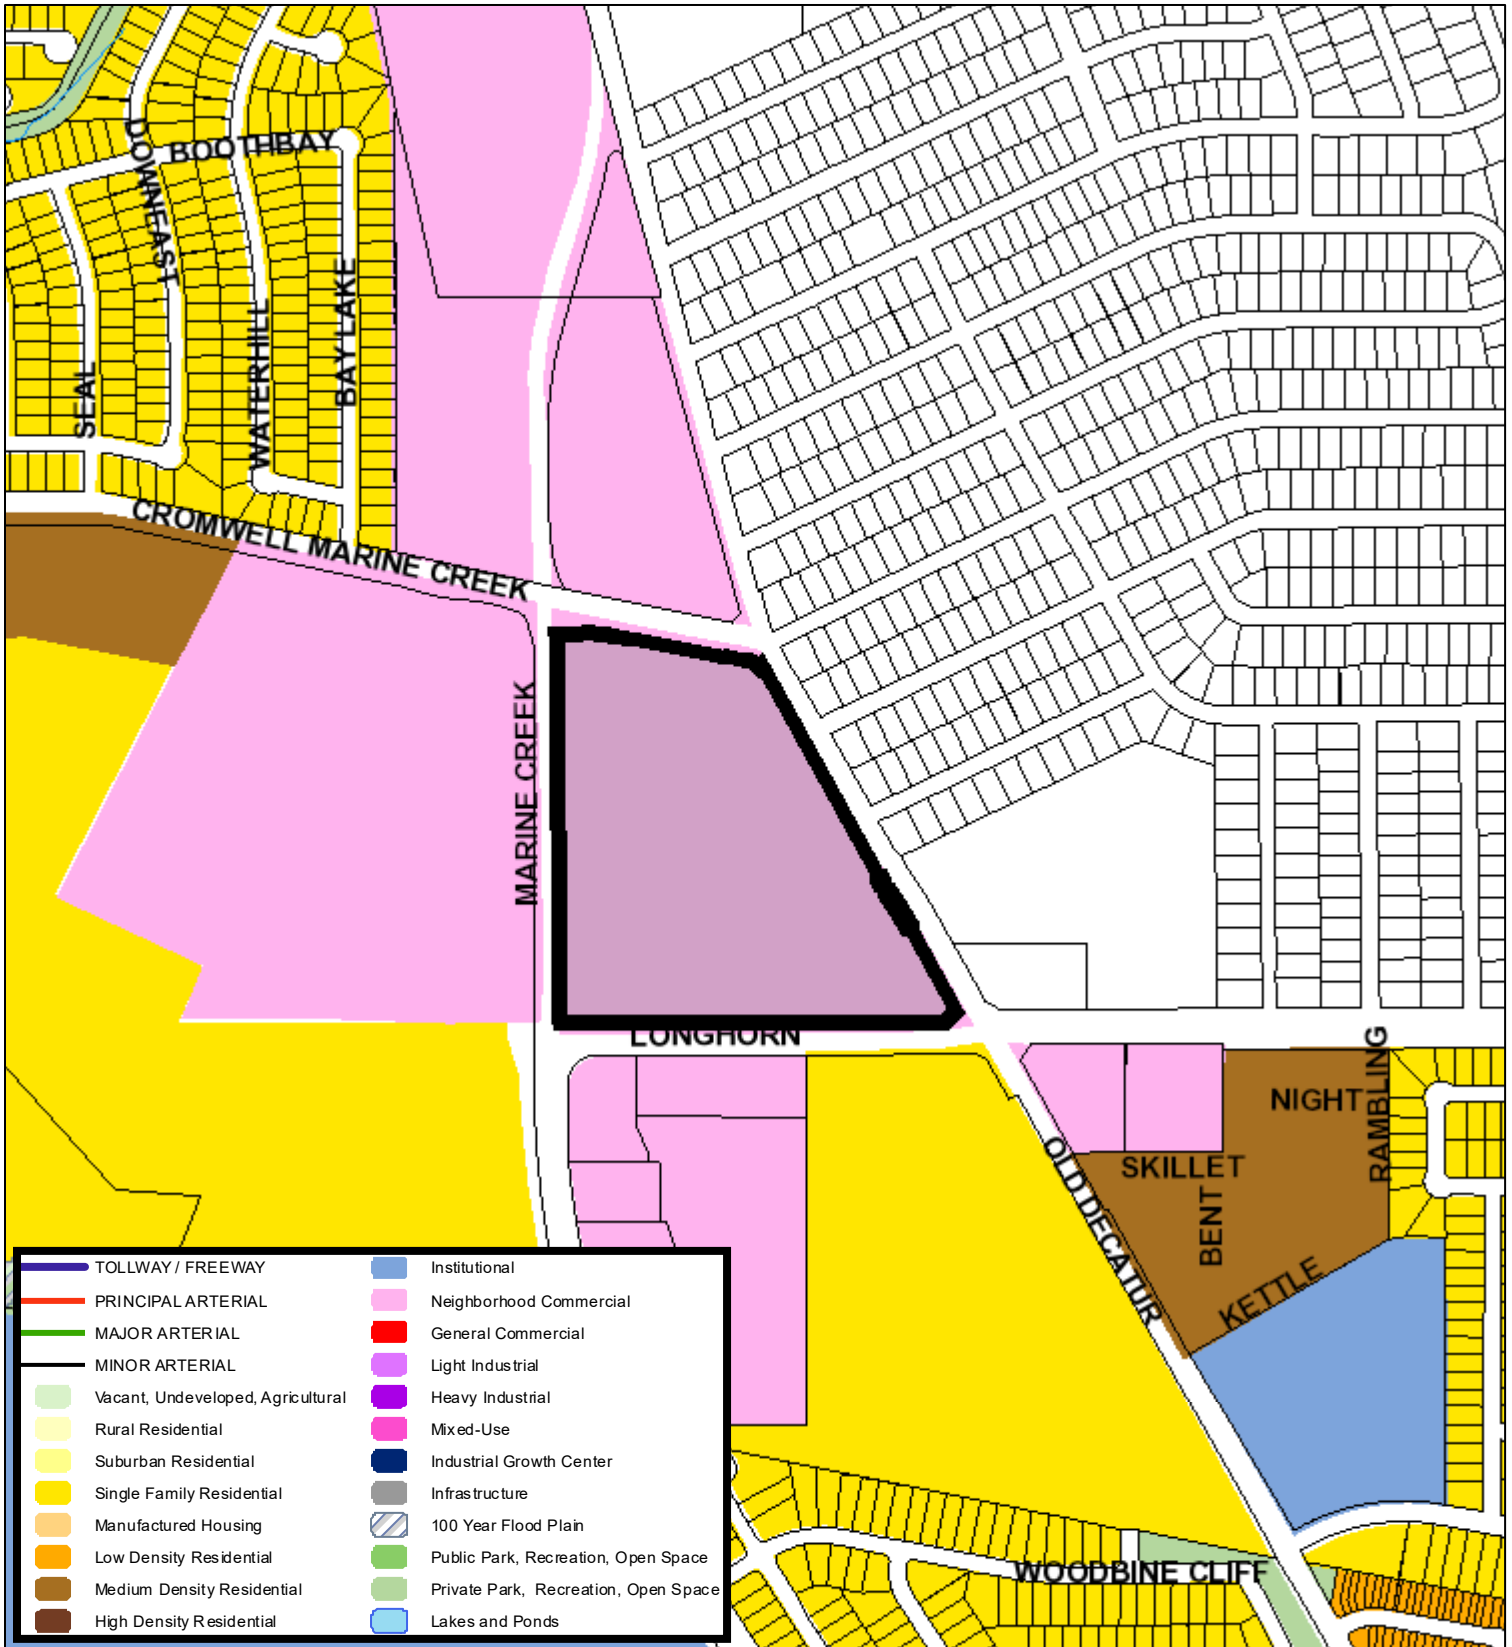 BOOTHBAY
DOWNEAST
SEAL
WATERHILL
BAY LAKE
CROMWELL MARINE CREEK
MARINE CREEK
LONGHORN
NIGHT
RAMBLING
SKILLET
BENT
OLD DECATUR
KETTLE
WOODBINE CLIFF
TOLLWAY / FREEWAY
PRINCIPAL ARTERIAL
MAJOR ARTERIAL
MINOR ARTERIAL
Vacant, Undeveloped, Agricultural
Rural Residential
Suburban Residential
Single Family Residential
Manufactured Housing
Low Density Residential
Medium Density Residential
High Density Residential
Institutional
Neighborhood Commercial
General Commercial
Light Industrial
Heavy Industrial
Mixed-Use
Industrial Growth Center
Infrastructure
100 Year Flood Plain
Public Park, Recreation, Open Space
Private Park, Recreation, Open Space
Lakes and Ponds